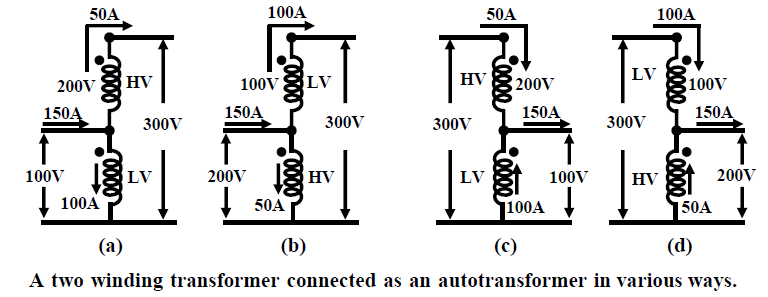 50A
200V HV
150A
300V
100V LV
100A
(a)
100A
100V LV
150A
300V
200V HV
50A
(b)
50A
HV 200V
150A
300V
LV 100V
100A
(c)
100A
LV 100V
150A
300V
HV 200V
50A
(d)
A two winding transformer connected as an autotransformer in various ways.